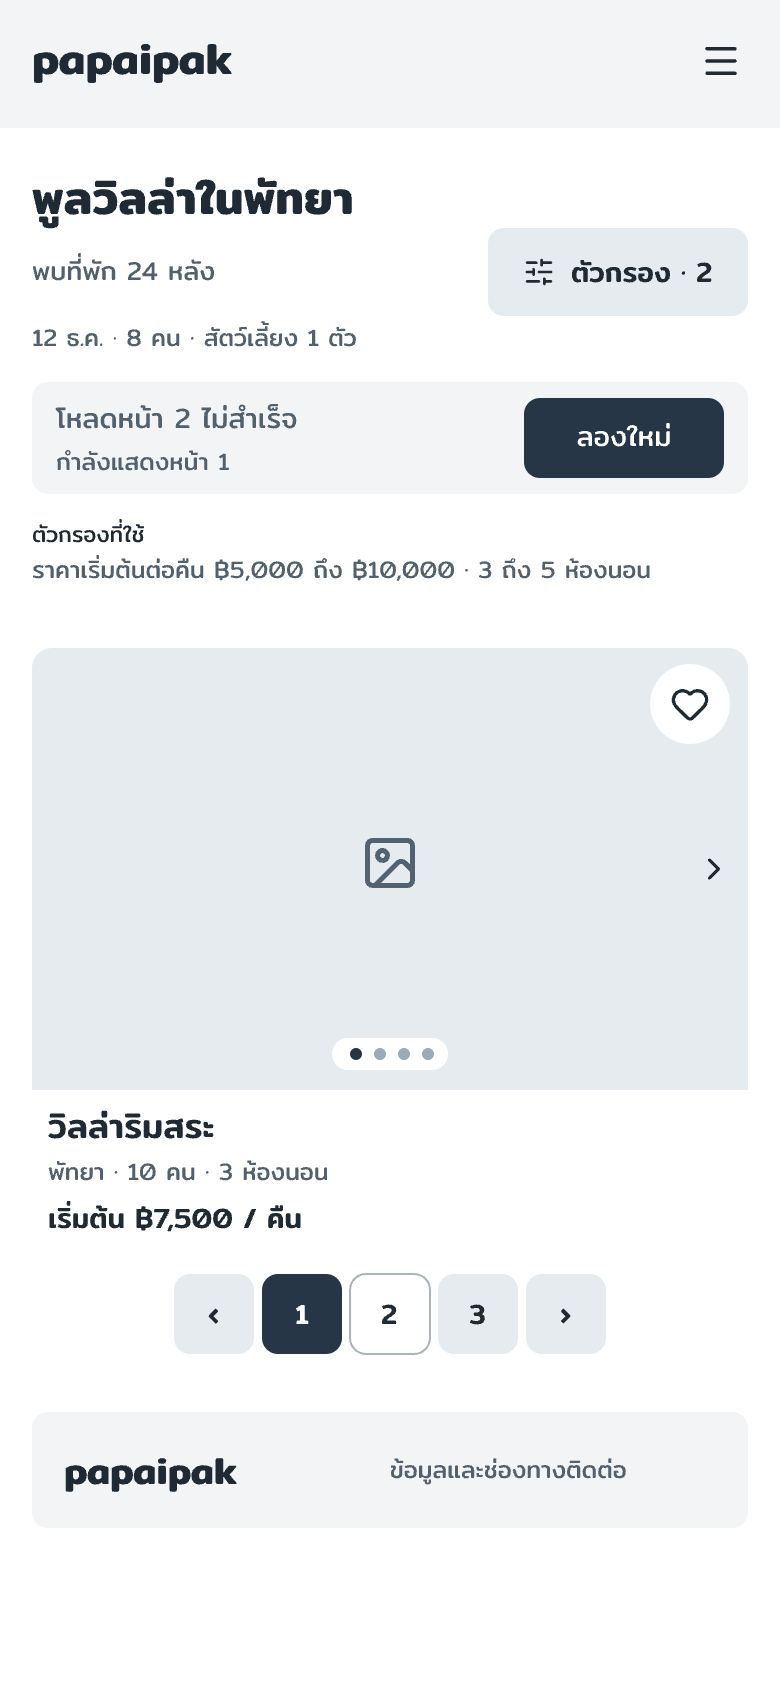 papaipak
พูลวิลล่าในพัทยา
พบที่พัก 24 หลัง
ตัวกรอง · 2
12 ธ.ค. · 8 คน · สัตว์เลี้ยง 1 ตัว
โหลดหน้า 2 ไม่สำเร็จ
กำลังแสดงหน้า 1
ลองใหม่
ตัวกรองที่ใช้
ราคาเริ่มต้นต่อคืน ฿5,000 ถึง ฿10,000 · 3 ถึง 5 ห้องนอน
วิลล่าริมสระ
พัทยา · 10 คน · 3 ห้องนอน
เริ่มต้น ฿7,500 / คืน
‹ 1 2 3 ›
papaipak
ข้อมูลและช่องทางติดต่อ